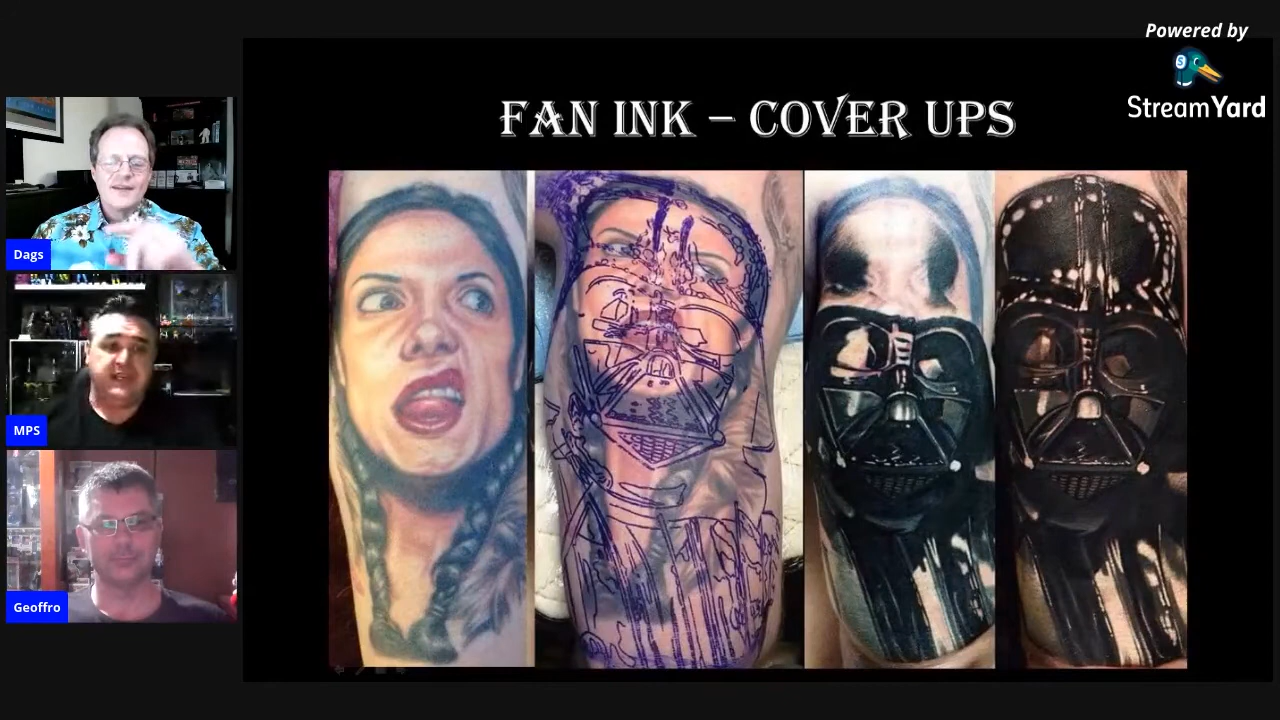 Powered by
S
StreamYard
FAN INK – COVER UPS
Dags
MPS
Geoffro